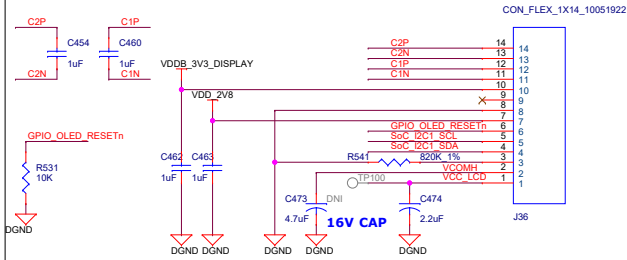 CON_FLEX_1X14_10051922
C2P
C1P
C454
1uF
C460
1uF
C2N
C1N
VDDB_3V3_DISPLAY
VDD_2V8
C2P
C2N
C1P
C1N
14
13
12
11
10
9
8
7
6
5
4
3
2
1
14
13
12
11
10
9
8
7
6
5
4
3
2
1
GPIO_OLED_RESETn
SoC_I2C1_SCL
SoC_I2C1_SDA
R541
820K_1%
VCOMH
VCC_LCD
TP100
GPIO_OLED_RESETn
R531
10K
C462
1uF
C463
1uF
C473
DNI
4.7uF
16V CAP
C474
2.2uF
J36
DGND
DGND
DGND
DGND
DGND
DGND